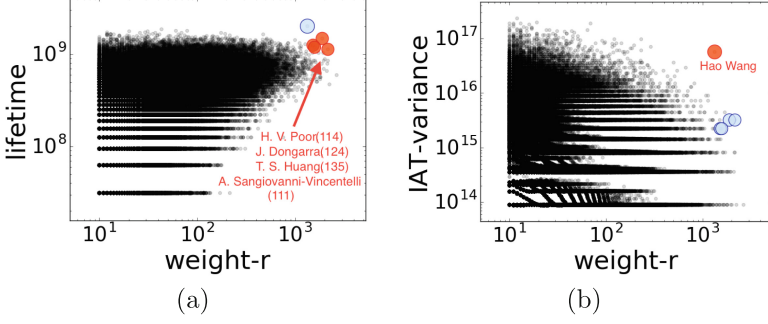 lifetime
10^9
10^8
H. V. Poor(114)
J. Dongarra(124)
T. S. Huang(135)
A. Sangiovanni-Vincentelli
(111)
10^1
10^2
10^3
weight-r
(a)
IAT-variance
10^17
10^16
10^15
10^14
Hao Wang
10^1
10^2
10^3
weight-r
(b)